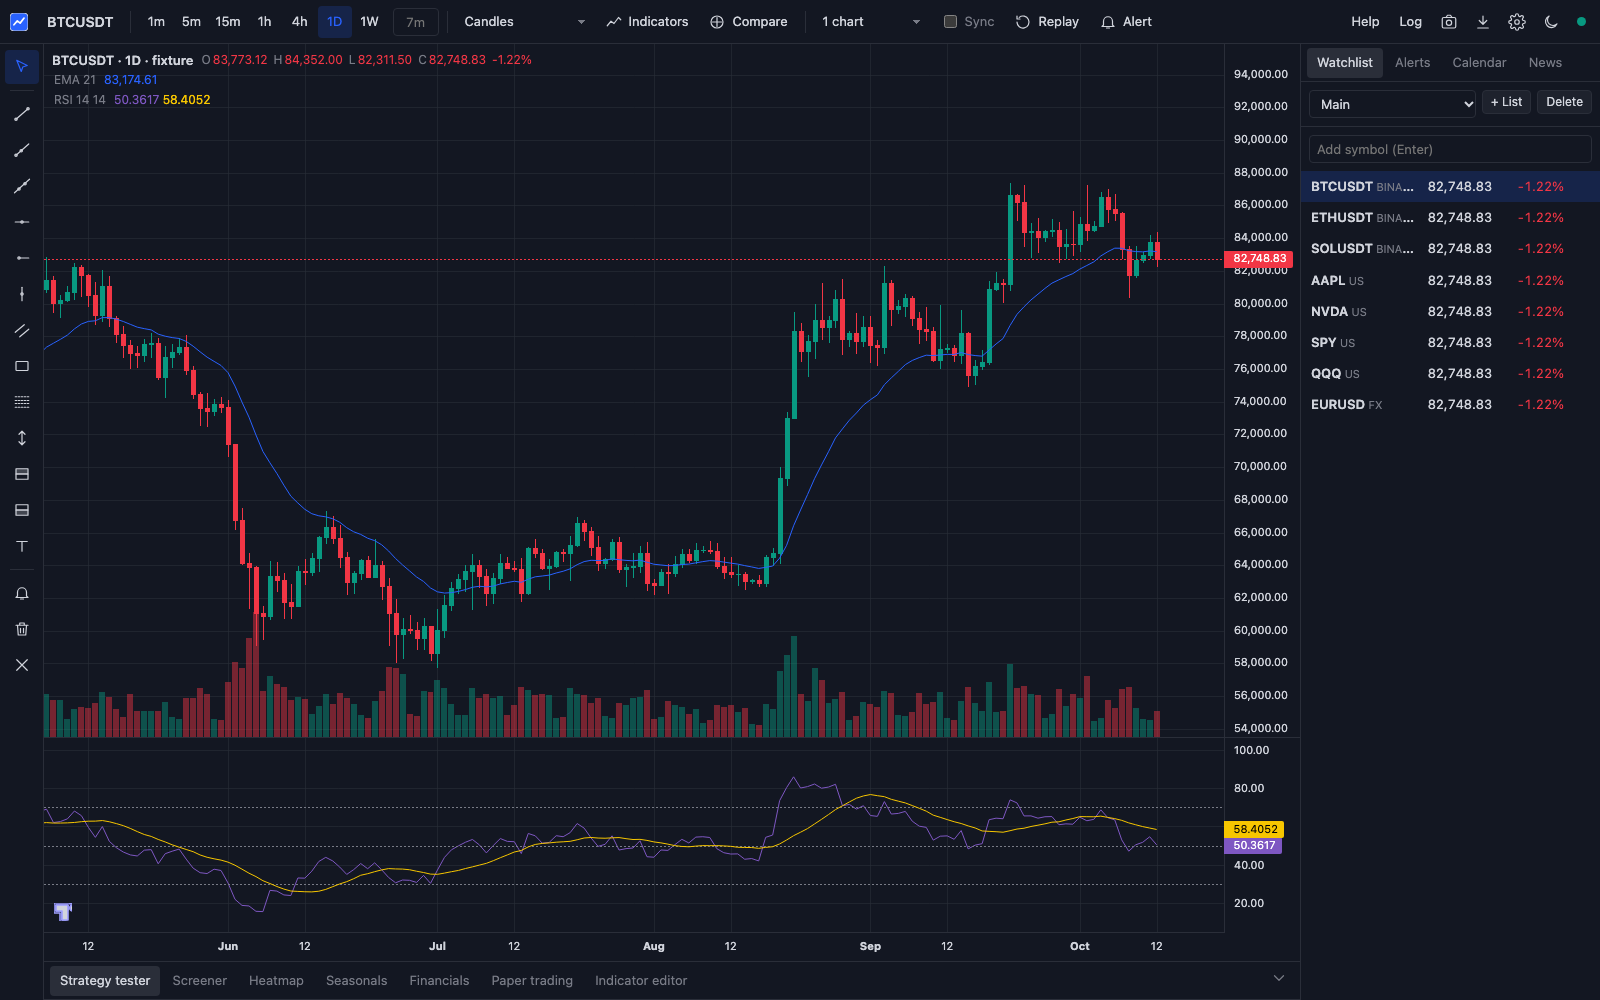 BTCUSDT 1m 5m 15m 1h 4h 1D 1W 7m Candles Indicators Compare 1 chart Sync Replay Alert Help Log
BTCUSDT · 1D · fixture O83,773.12 H84,352.00 L82,311.50 C82,748.83 -1.22%
EMA 21 83,174.61
RSI 14 14 50.3617 58.4052
94,000.00
92,000.00
90,000.00
88,000.00
86,000.00
84,000.00
82,748.83
82,000.00
80,000.00
78,000.00
76,000.00
74,000.00
72,000.00
70,000.00
68,000.00
66,000.00
64,000.00
62,000.00
60,000.00
58,000.00
56,000.00
54,000.00
100.00
80.00
58.4052
50.3617
40.00
20.00
12 Jun 12 Jul 12 Aug 12 Sep 12 Oct 12
Strategy tester Screener Heatmap Seasonals Financials Paper trading Indicator editor
Watchlist Alerts Calendar News
Main + List Delete
Add symbol (Enter)
BTCUSDT BINA... 82,748.83 -1.22%
ETHUSDT BINA... 82,748.83 -1.22%
SOLUSDT BINA... 82,748.83 -1.22%
AAPL US 82,748.83 -1.22%
NVDA US 82,748.83 -1.22%
SPY US 82,748.83 -1.22%
QQQ US 82,748.83 -1.22%
EURUSD FX 82,748.83 -1.22%